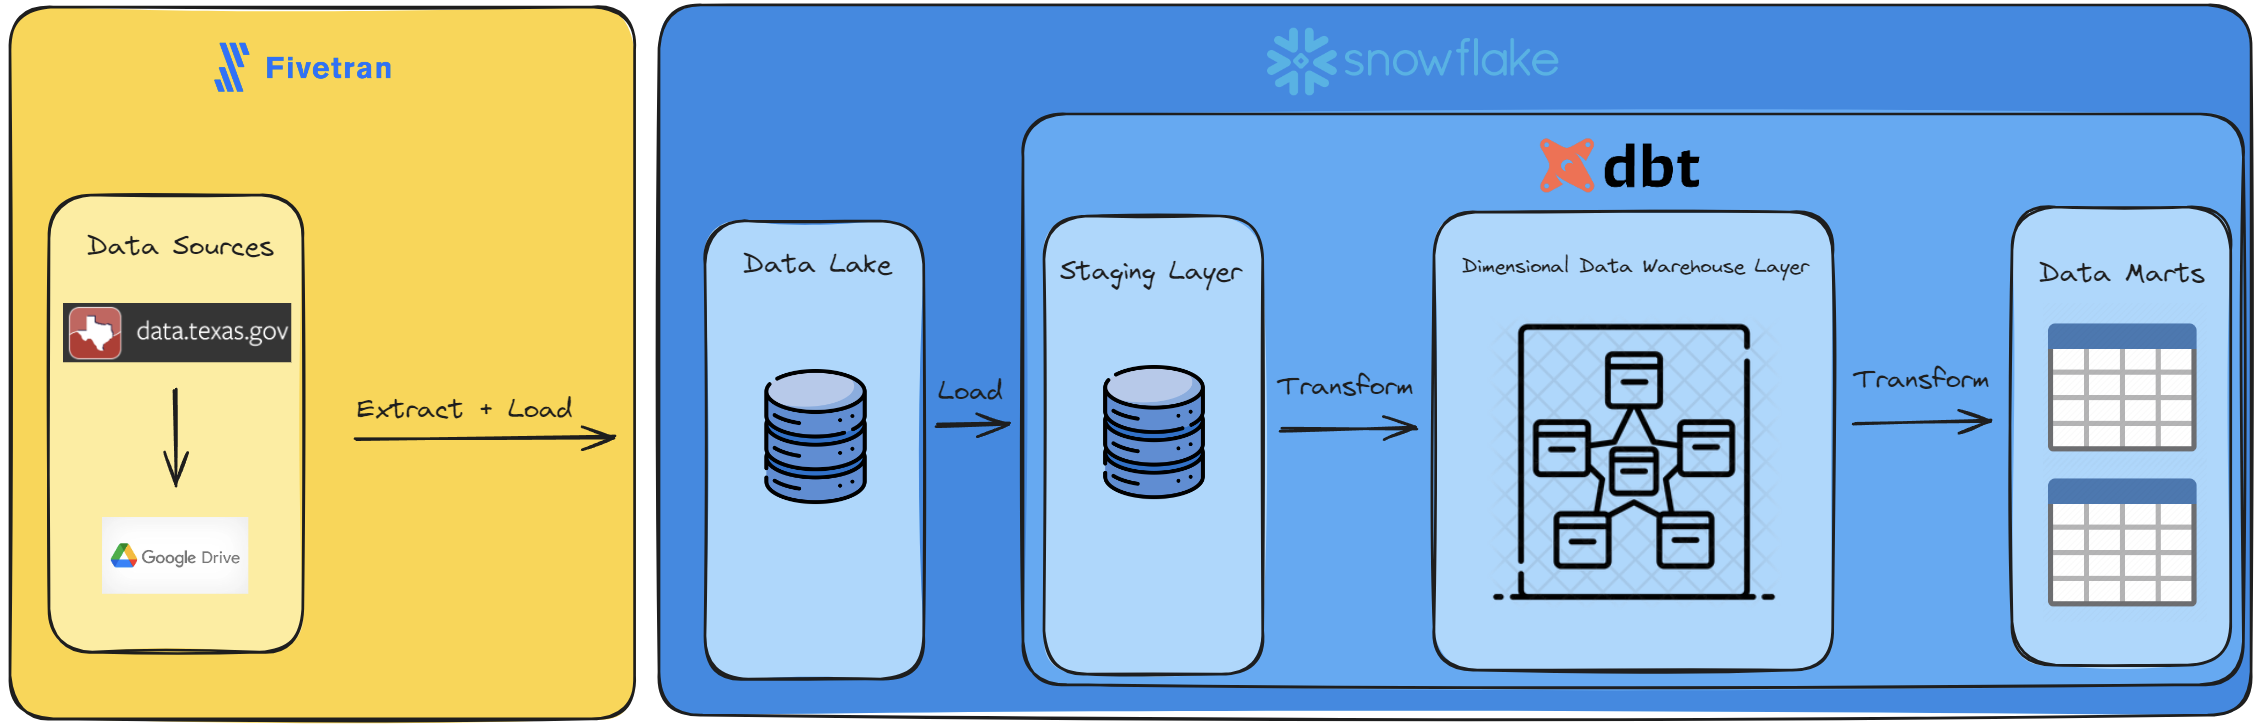 Fivetran
Data Sources
data.texas.gov
Google Drive
Extract + Load
snowflake
dbt
Data Lake
Load
Staging Layer
Transform
Dimensional Data Warehouse Layer
Transform
Data Marts